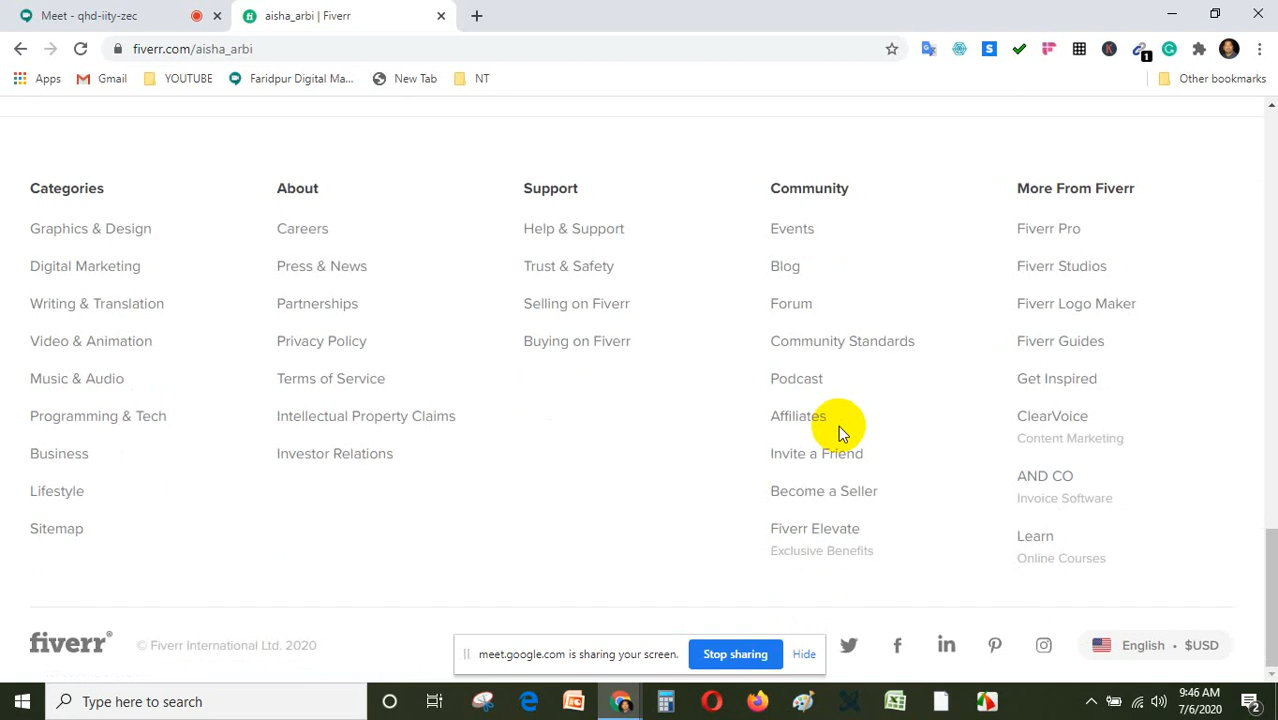 Meet - qhd-iity-zec
aisha_arbi | Fiverr
fiverr.com/aisha_arbi
Apps
Gmail
YOUTUBE
Faridpur Digital Ma...
New Tab
NT
Other bookmarks
Categories
Graphics & Design
Digital Marketing
Writing & Translation
Video & Animation
Music & Audio
Programming & Tech
Business
Lifestyle
Sitemap
About
Careers
Press & News
Partnerships
Privacy Policy
Terms of Service
Intellectual Property Claims
Investor Relations
Support
Help & Support
Trust & Safety
Selling on Fiverr
Buying on Fiverr
Community
Events
Blog
Forum
Community Standards
Podcast
Affiliates
Invite a Friend
Become a Seller
Fiverr Elevate
Exclusive Benefits
More From Fiverr
Fiverr Pro
Fiverr Studios
Fiverr Logo Maker
Fiverr Guides
Get Inspired
ClearVoice
Content Marketing
AND CO
Invoice Software
Learn
Online Courses
fiverr®
© Fiverr International Ltd. 2020
meet.google.com is sharing your screen.
Stop sharing
Hide
English • $USD
Type here to search
9:46 AM
7/6/2020
2